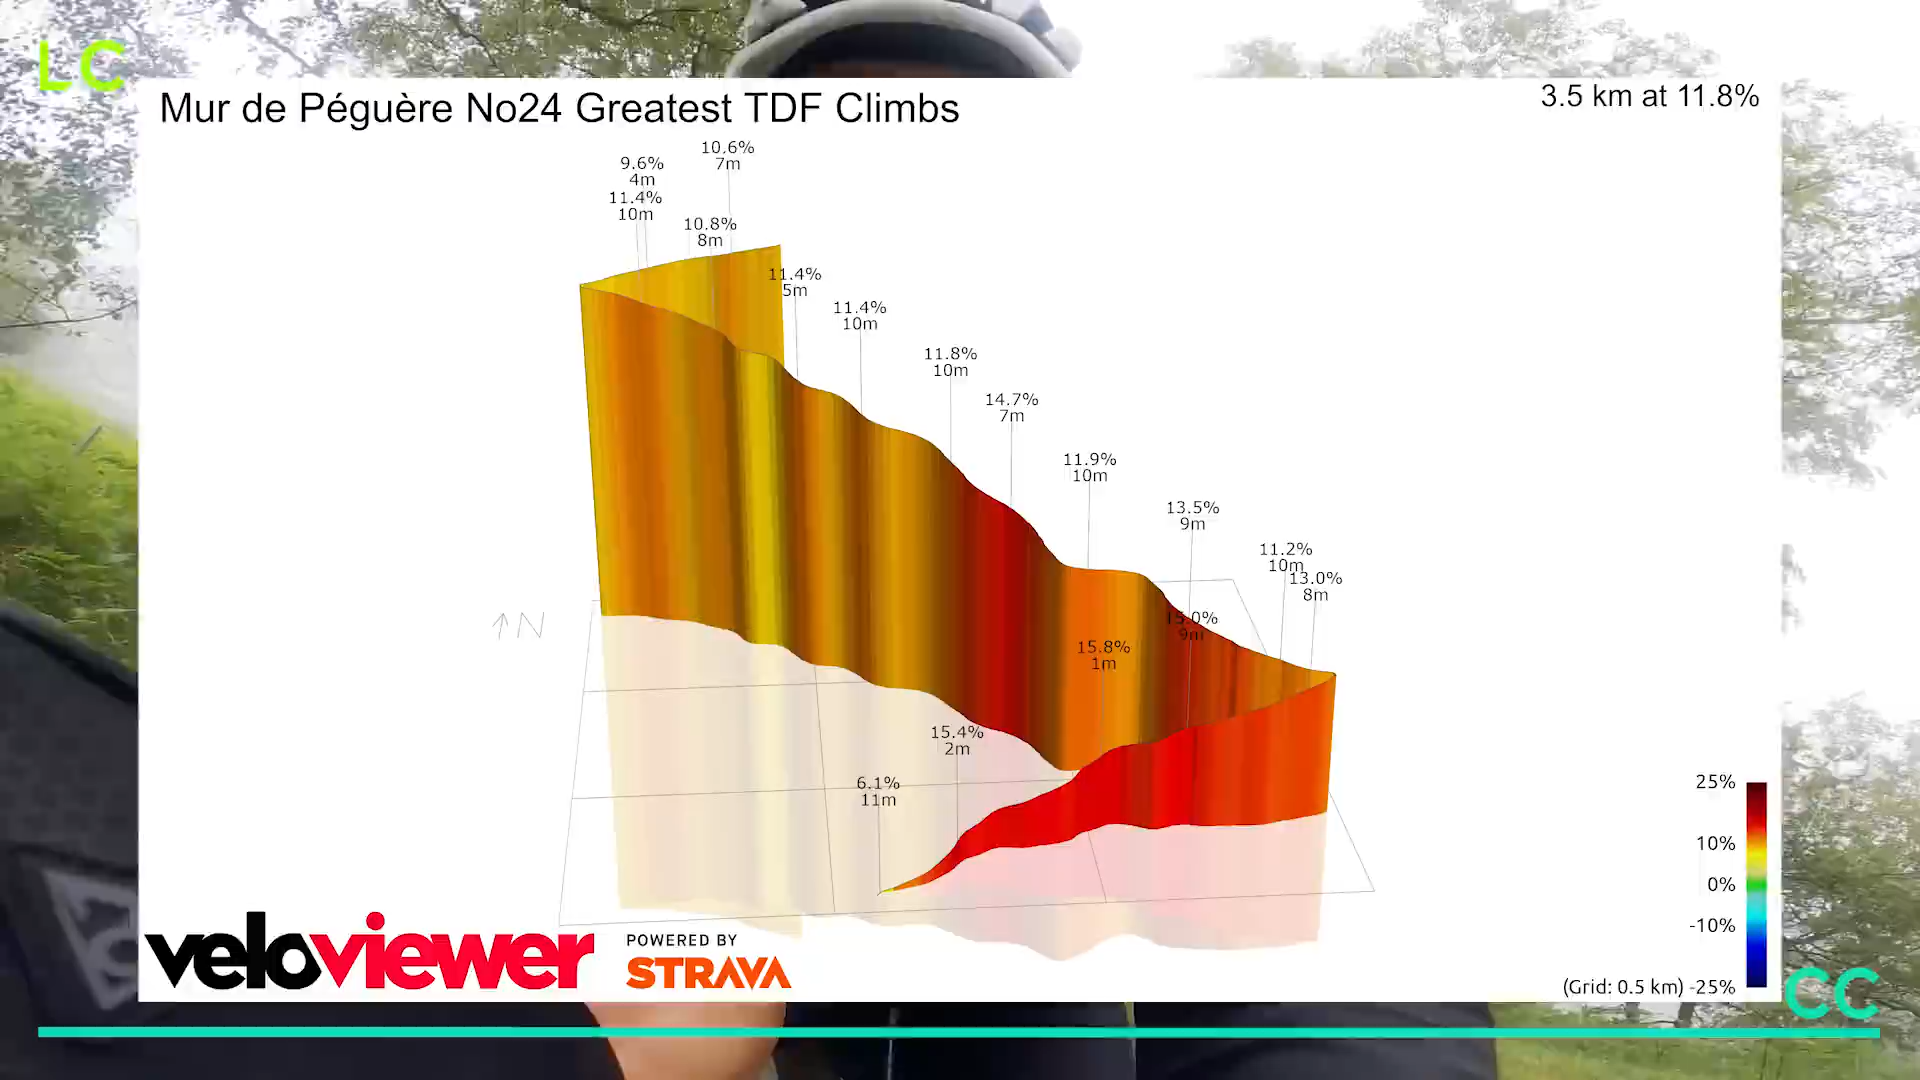 LC
Mur de Péguère No24 Greatest TDF Climbs
3.5 km at 11.8%
10.6%
7m
9.6%
4m
11.4%
10m
10.8%
8m
11.4%
5m
11.4%
10m
11.8%
10m
14.7%
7m
11.9%
10m
13.5%
9m
11.2%
10m
13.0%
8m
15.0%
9m
15.8%
1m
15.4%
2m
6.1%
11m
↑N
25%
10%
0%
-10%
(Grid: 0.5 km) -25%
veloviewer
POWERED BY
STRAVA
CC